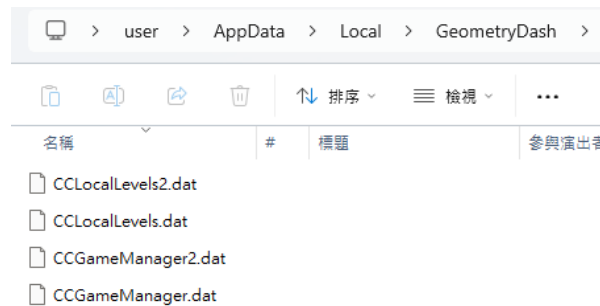 > user > AppData > Local > GeometryDash >
排序 檢視 ...
名稱 # 標題 參與演出者
CCLocalLevels2.dat
CCLocalLevels.dat
CCGameManager2.dat
CCGameManager.dat